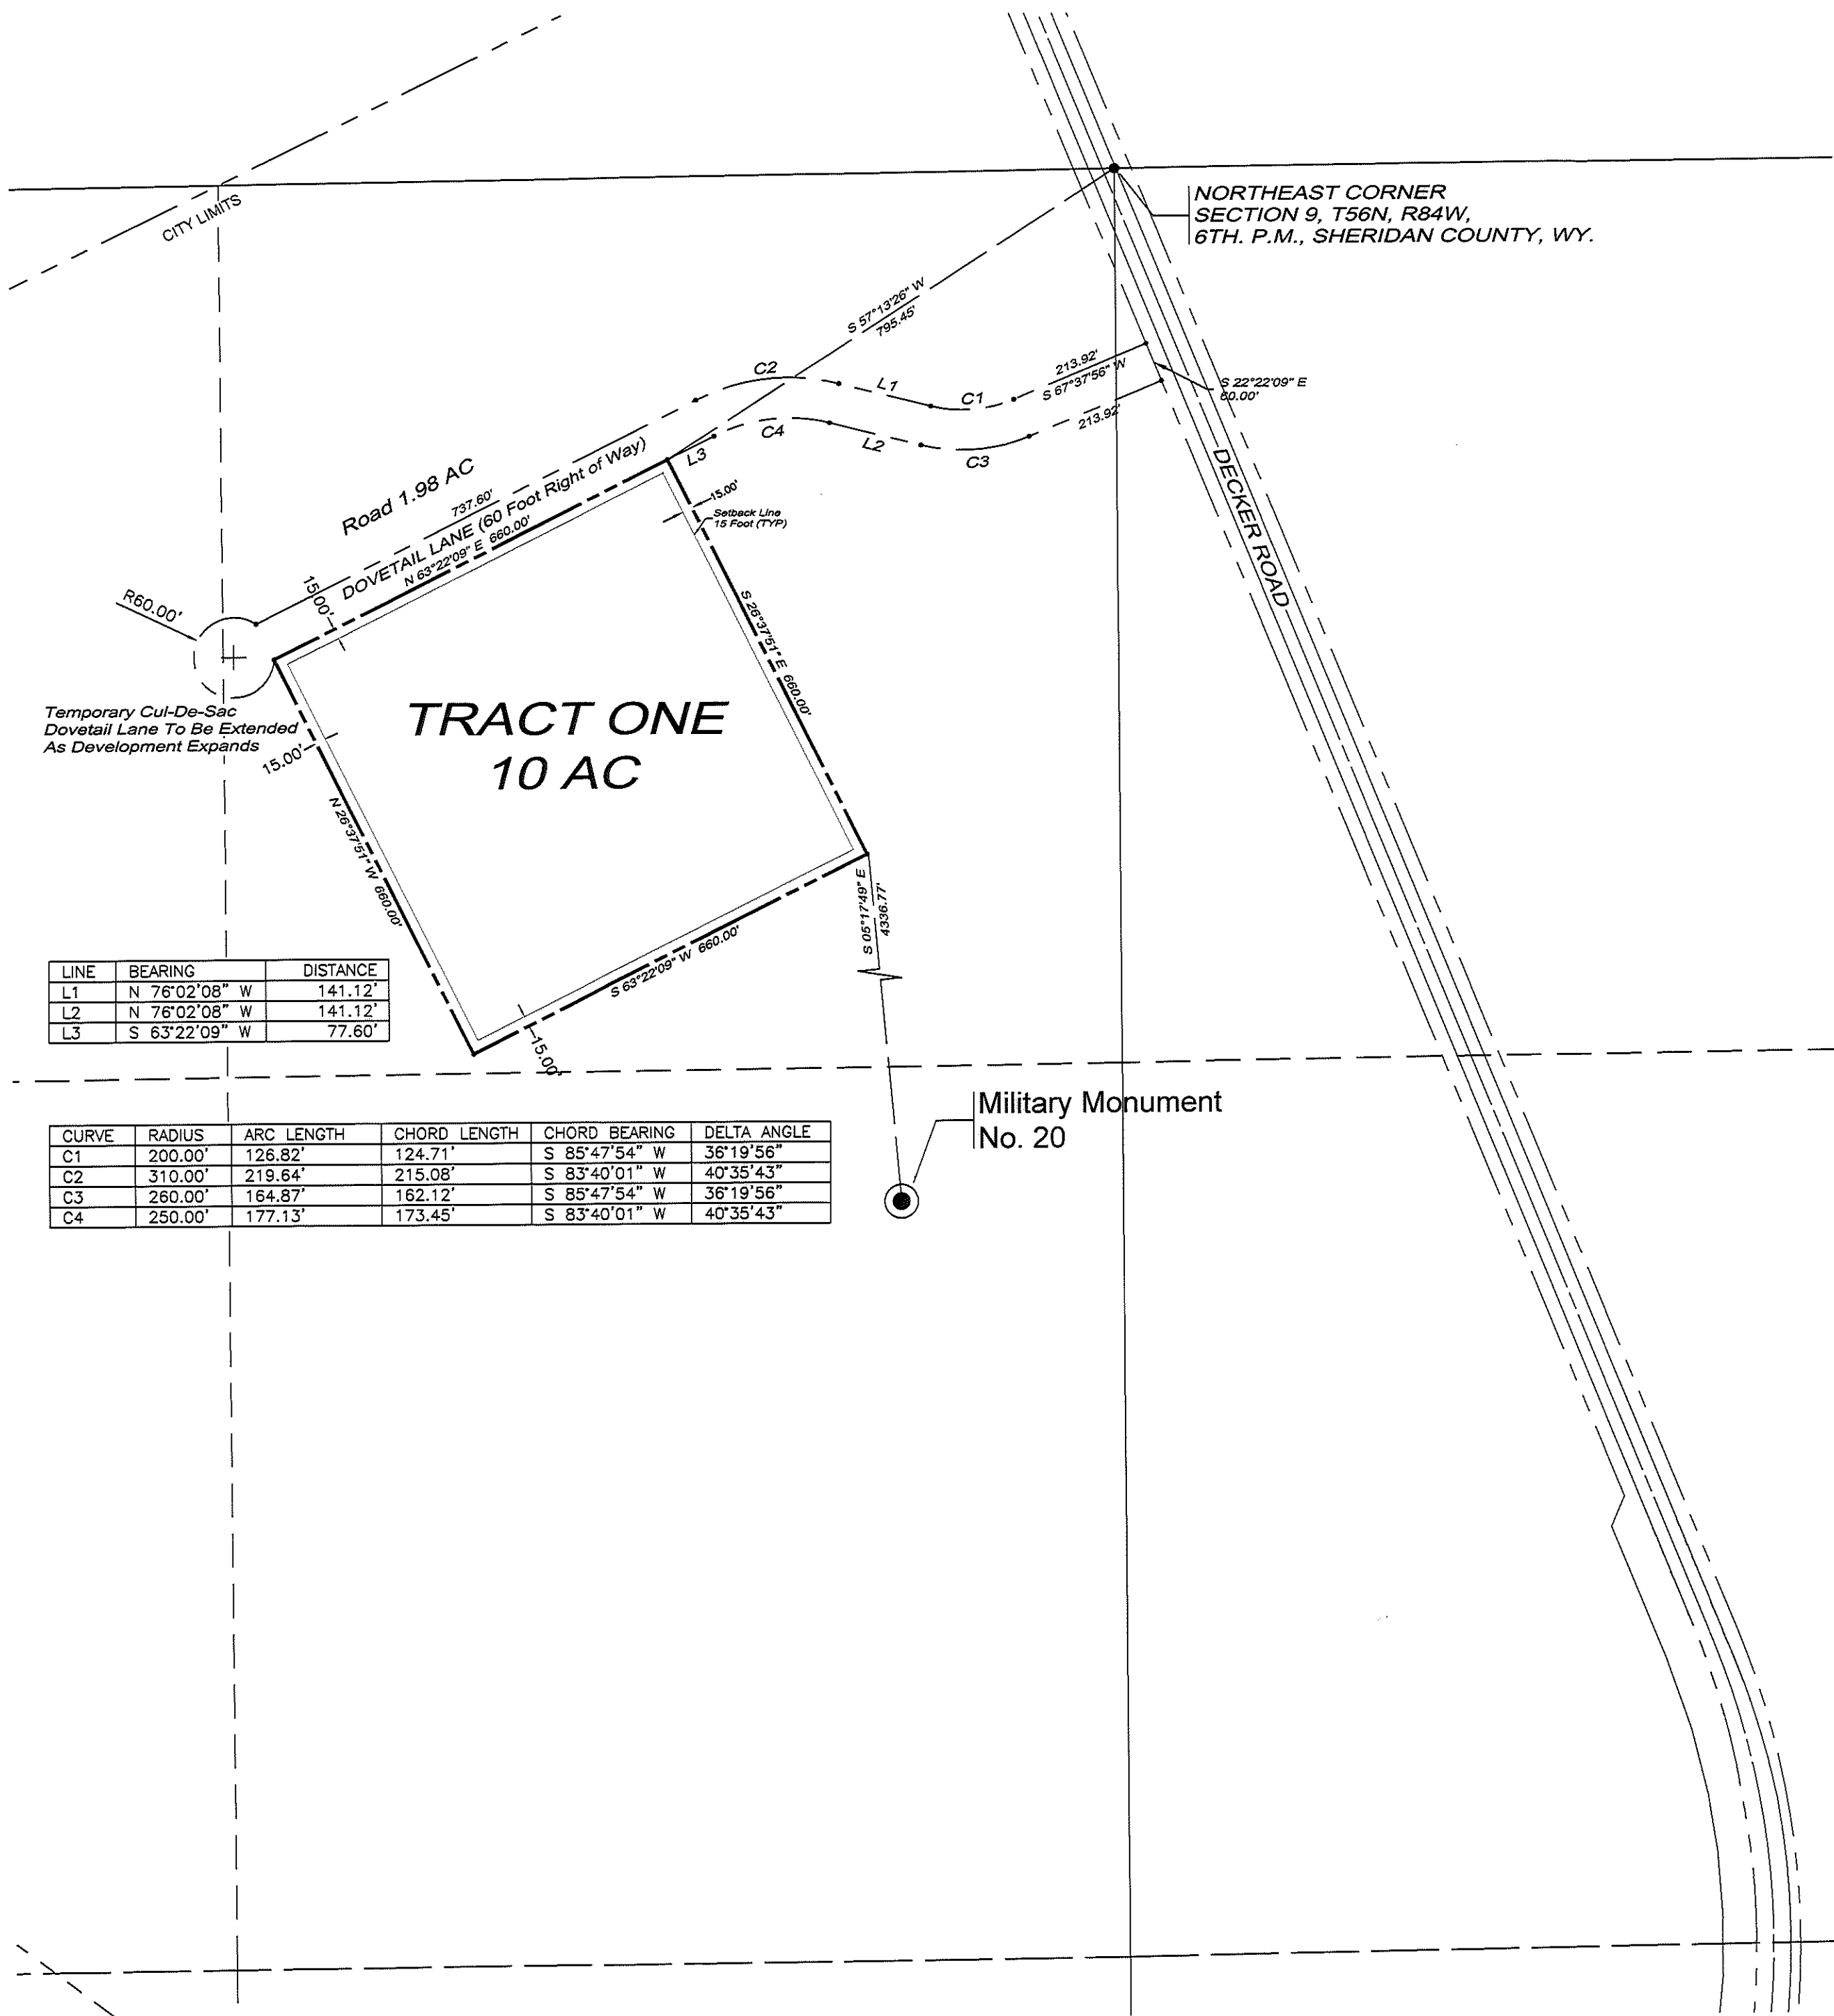 CITY LIMITS
NORTHEAST CORNER
SECTION 9, T56N, R84W,
6TH. P.M., SHERIDAN COUNTY, WY.
S 57°13'26" W
795.45'
C2
L1
C1
213.92'
S 67°37'56" W
S 22°22'09" E
60.00'
C4
L2
C3
213.92'
L3
DECKER ROAD
Road 1.98 AC
737.60'
DOVETAIL LANE (60 Foot Right of Way)
N 63°22'09" E 660.00'
15.00'
Setback Line
15 Foot (TYP)
15.00'
R60.00'
S 26°37'51" E 660.00'
Temporary Cul-De-Sac
Dovetail Lane To Be Extended
As Development Expands
TRACT ONE
10 AC
15.00'
N 26°37'51" W 660.00'
S 63°22'09" W 660.00'
15.00'
S 05°17'49" E
4336.77'
LINE BEARING DISTANCE
L1 N 76°02'08" W 141.12'
L2 N 76°02'08" W 141.12'
L3 S 63°22'09" W 77.60'
Military Monument
No. 20
CURVE RADIUS ARC LENGTH CHORD LENGTH CHORD BEARING DELTA ANGLE
C1 200.00' 126.82' 124.71' S 85°47'54" W 36°19'56"
C2 310.00' 219.64' 215.08' S 83°40'01" W 40°35'43"
C3 260.00' 164.87' 162.12' S 85°47'54" W 36°19'56"
C4 250.00' 177.13' 173.45' S 83°40'01" W 40°35'43"